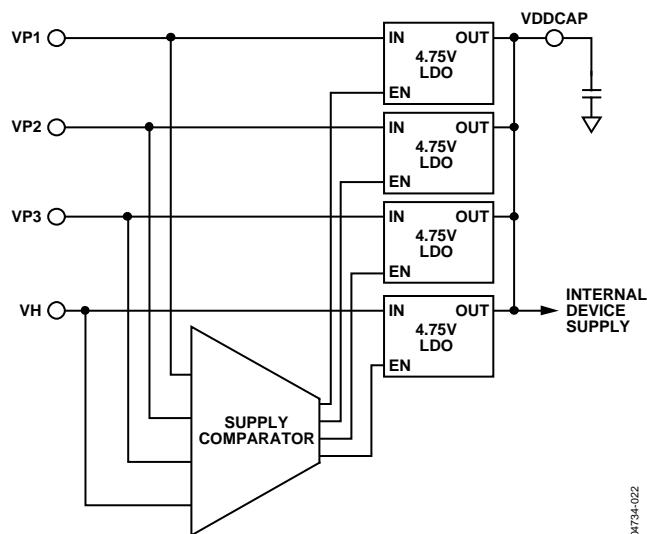 VP1
VP2
VP3
VH
IN OUT
4.75V
LDO
EN
IN OUT
4.75V
LDO
EN
IN OUT
4.75V
LDO
EN
IN OUT
4.75V
LDO
EN
VDDCAP
INTERNAL
DEVICE
SUPPLY
SUPPLY
COMPARATOR
04734-022